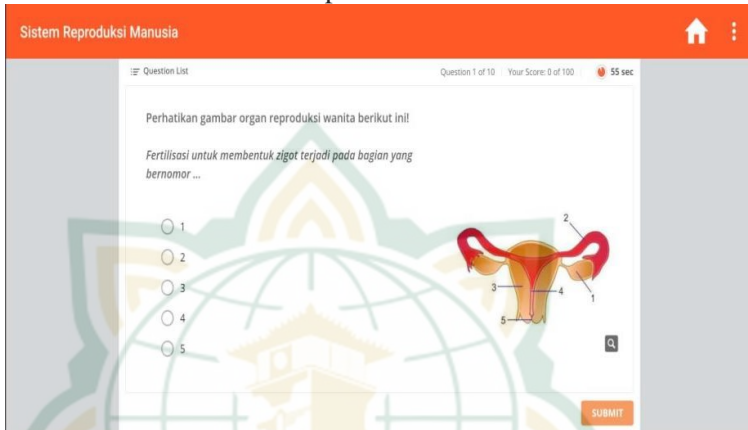 Sistem Reproduksi Manusia
Question List
Question 1 of 10 Your Score: 0 of 100 55 sec
Perhatikan gambar organ reproduksi wanita berikut ini!
Fertilisasi untuk membentuk zigot terjadi pada bagian yang
bernomor ...
1
2
3
4
5
2
3
4
1
5
SUBMIT